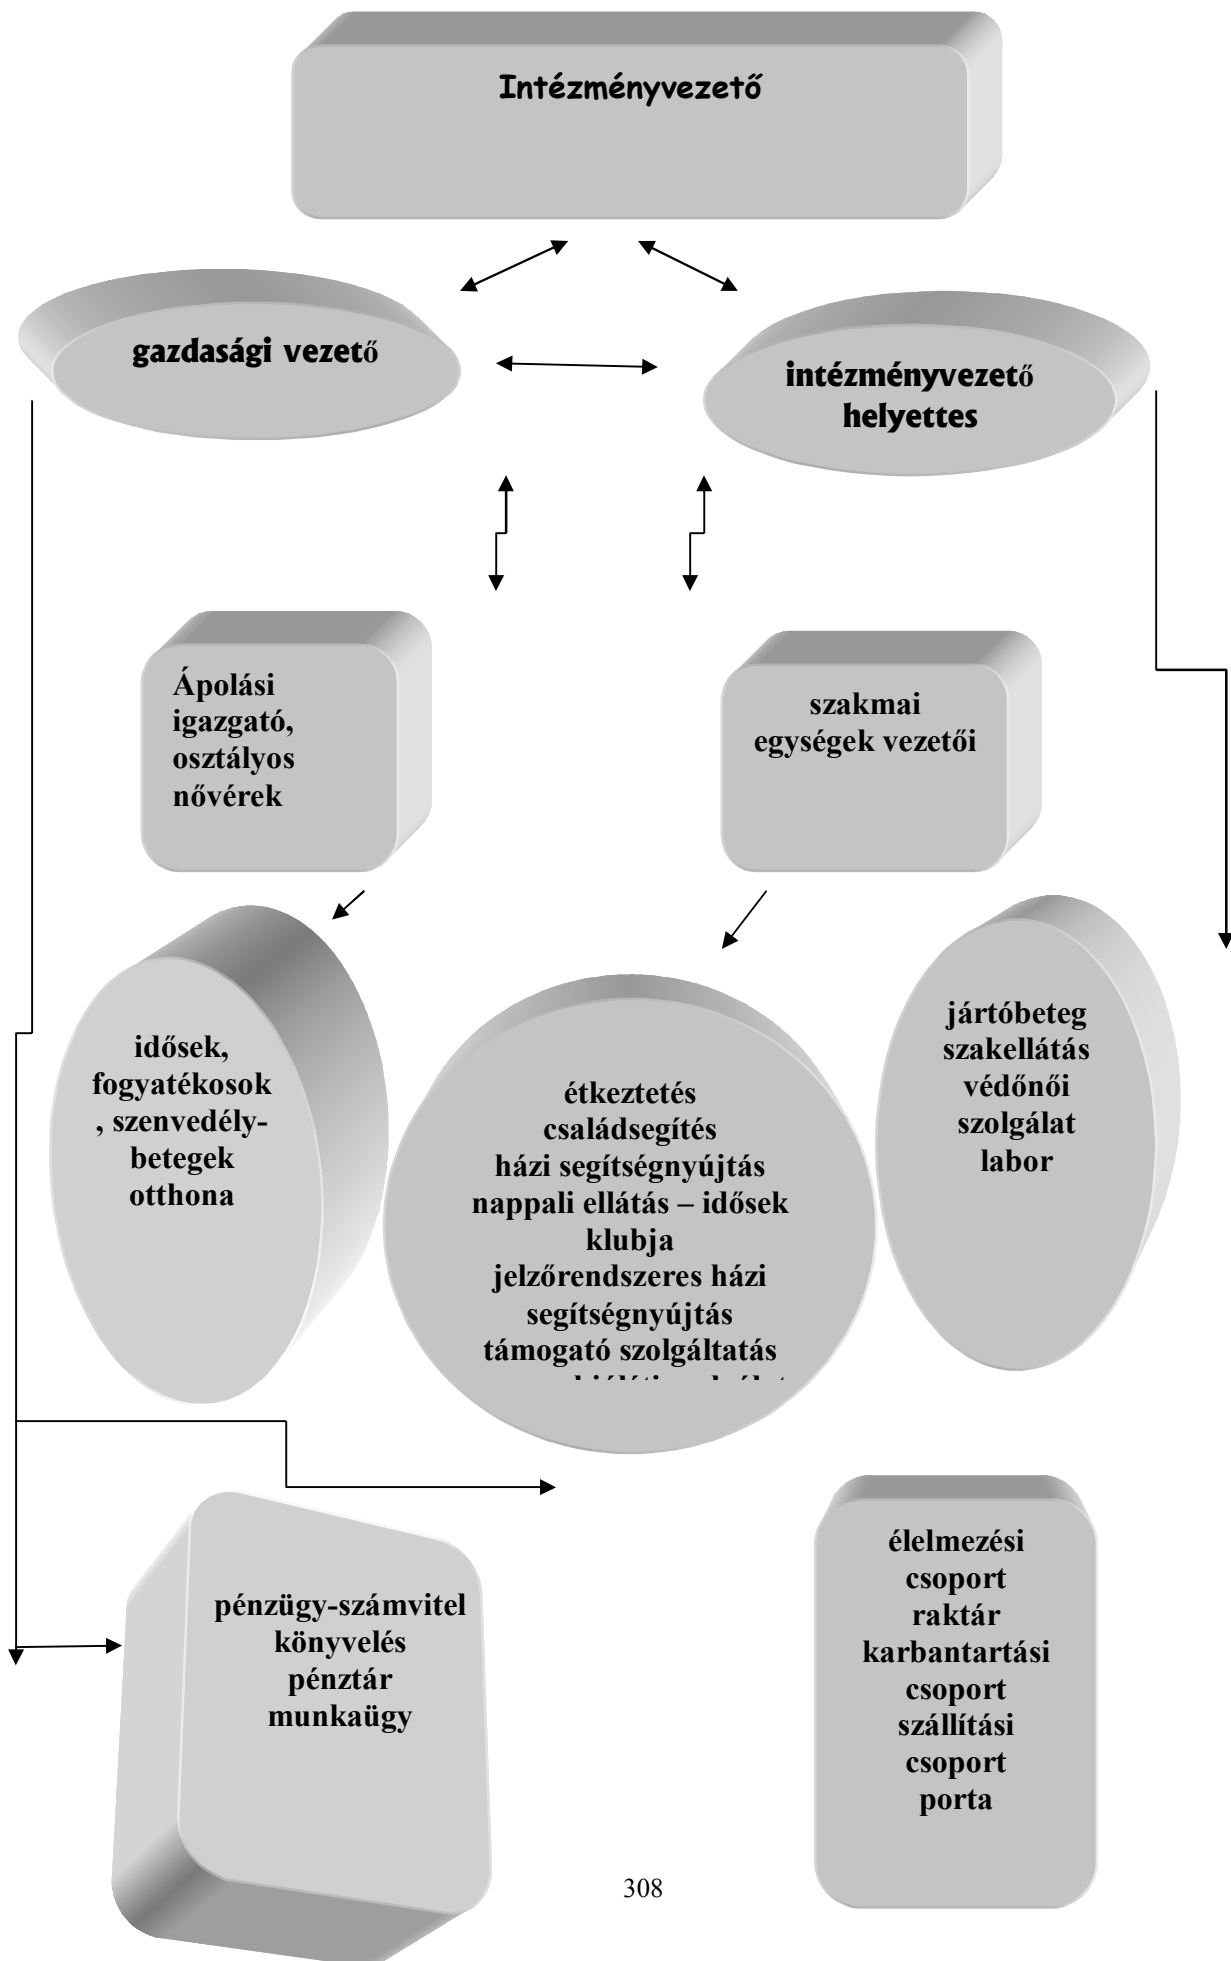 Intézményvezető
gazdasági vezető
intézményvezető
helyettes
Ápolási
igazgató,
osztályos
nővérek
szakmai
egységek vezetői
idősek,
fogyatékosok
, szenvedély-
betegek
otthona
étkeztetés
családsegítés
házi segítségnyújtás
nappali ellátás – idősek
klubja
jelzőrendszeres házi
segítségnyújtás
támogató szolgáltatás
jártóbeteg
szakellátás
védőnői
szolgálat
labor
pénzügy-számvitel
könyvelés
pénztár
munkaügy
élelmezési
csoport
raktár
karbantartási
csoport
szállítási
csoport
porta
308